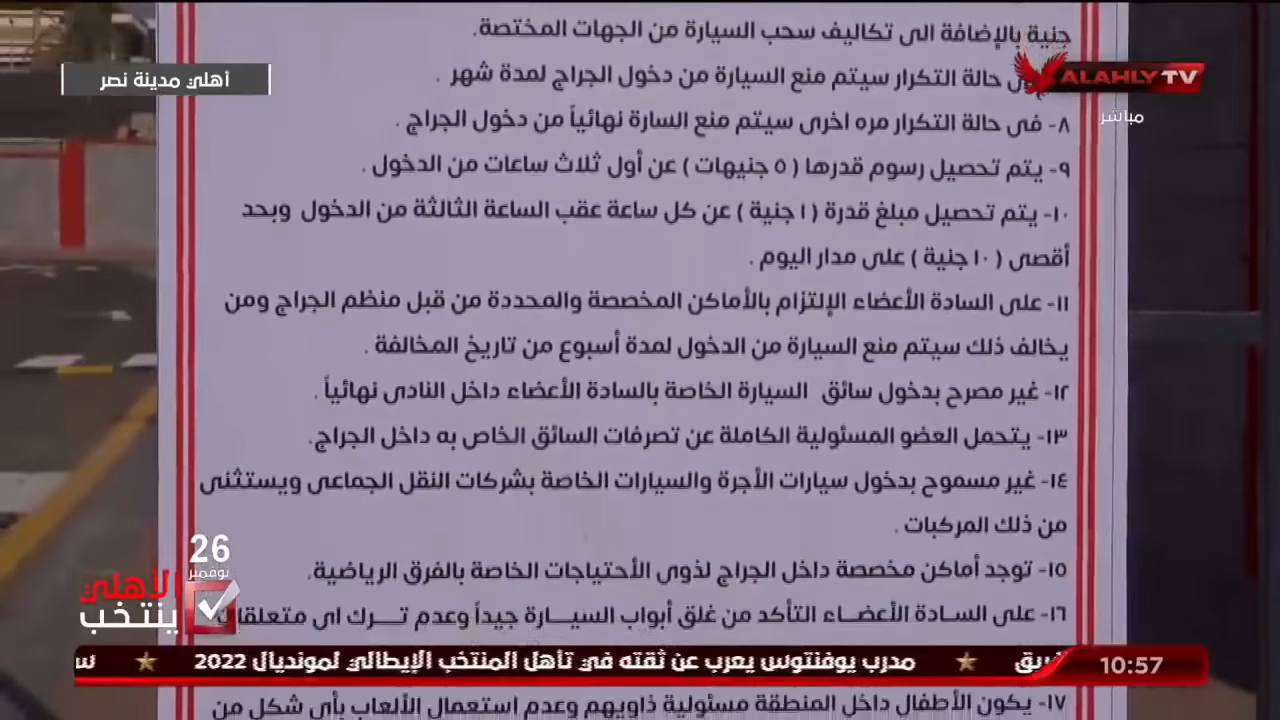 جنية بالإضافة الى تكاليف سحب السيارة من الجهات المختصة.
أهلي مدينة نصر
ALAHLY TV
حالة التكرار سيتم منع السيارة من دخول الجراج لمدة شهر .
مباشر
٨- فى حالة التكرار مره اخرى سيتم منع السارة نهائياً من دخول الجراج .
٩- يتم تحصيل رسوم قدرها ( ٥ جنيهات ) عن أول ثلاث ساعات من الدخول .
١٠- يتم تحصيل مبلغ قدرة ( ١ جنية ) عن كل ساعة عقب الساعة الثالثة من الدخول وبحد
أقصى ( ١٠ جنية ) على مدار اليوم .
١١- على السادة الأعضاء الإلتزام بالأماكن المخصصة والمحددة من قبل منظم الجراج ومن
يخالف ذلك سيتم منع السيارة من الدخول لمدة أسبوع من تاريخ المخالفة .
١٢- غير مصرح بدخول سائق السيارة الخاصة بالسادة الأعضاء داخل النادى نهائياً .
١٣- يتحمل العضو المسئولية الكاملة عن تصرفات السائق الخاص به داخل الجراج.
١٤- غير مسموح بدخول سيارات الأجرة والسيارات الخاصة بشركات النقل الجماعى ويستثنى
من ذلك المركبات .
١٥- توجد أماكن مخصصة داخل الجراج لذوى الأحتياجات الخاصة بالفرق الرياضية.
١٦- على السادة الأعضاء التأكد من غلق أبواب السيارة جيداً وعدم ترك اى
26
نوفمبر
الأهلي
ينتخب
مدرب يوفنتوس يعرب عن ثقته في تأهل المنتخب الإيطالي لمونديال 2022
10:57
١٧- يكون الأطفال داخل المنطقة مسئولية ذاويهم وعدم استعمال الألعاب بأى شكل من